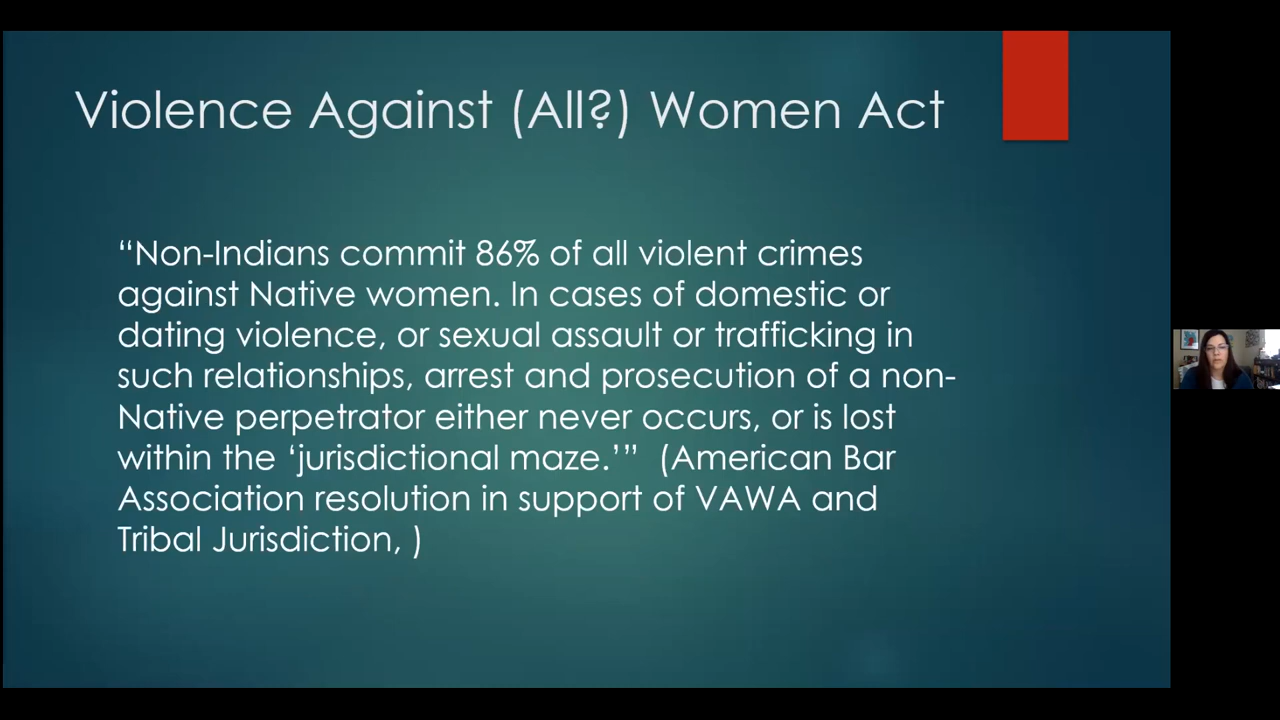 Violence Against (All?) Women Act
“Non-Indians commit 86% of all violent crimes
against Native women. In cases of domestic or
dating violence, or sexual assault or trafficking in
such relationships, arrest and prosecution of a non-
Native perpetrator either never occurs, or is lost
within the ‘jurisdictional maze.’”  (American Bar
Association resolution in support of VAWA and
Tribal Jurisdiction, )